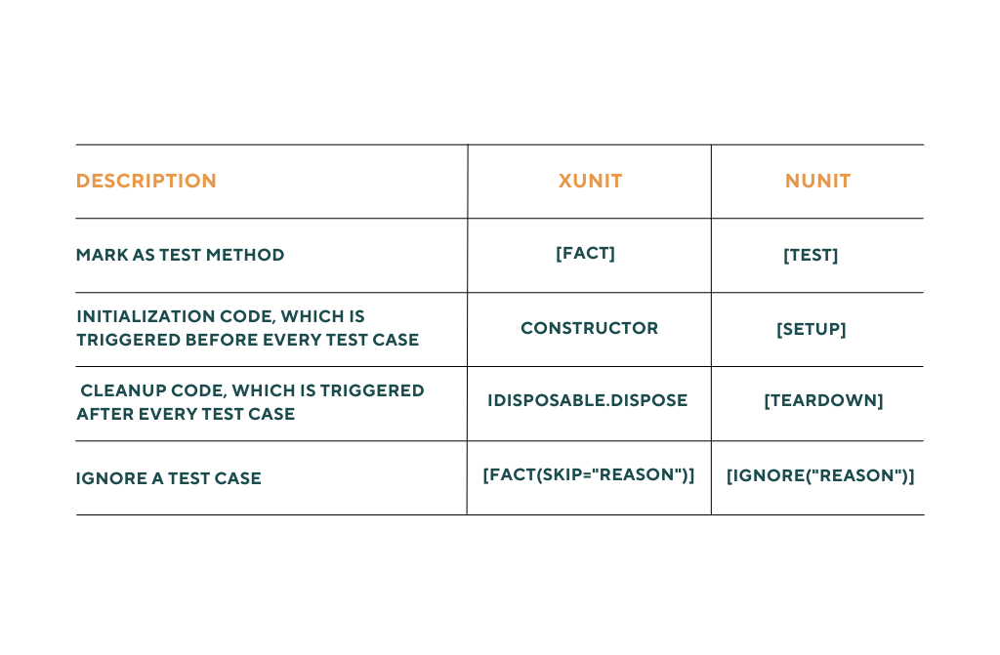 DESCRIPTION XUNIT NUNIT
MARK AS TEST METHOD [FACT] [TEST]
INITIALIZATION CODE, WHICH IS
TRIGGERED BEFORE EVERY TEST CASE CONSTRUCTOR [SETUP]
CLEANUP CODE, WHICH IS TRIGGERED
AFTER EVERY TEST CASE IDISPOSABLE.DISPOSE [TEARDOWN]
IGNORE A TEST CASE [FACT(SKIP="REASON")] [IGNORE("REASON")]